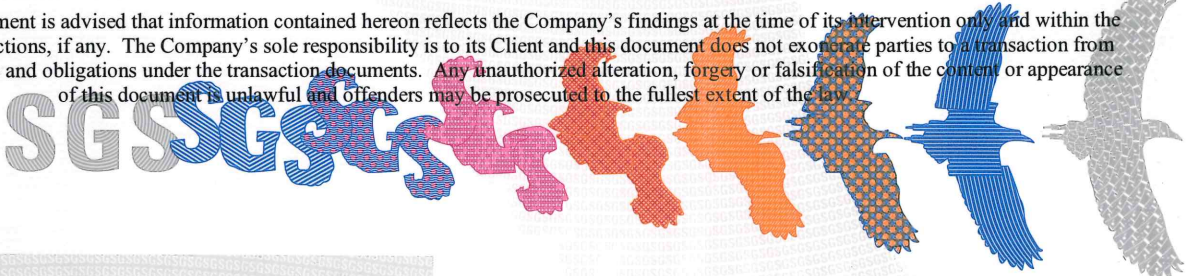 ment is advised that information contained hereon reflects the Company's findings at the time of its intervention only and within the
ctions, if any. The Company's sole responsibility is to its Client and this document does not exonerate parties to a transaction from
and obligations under the transaction documents. Any unauthorized alteration, forgery or falsification of the content or appearance
of this document is unlawful and offenders may be prosecuted to the fullest extent of the law.
SGS SGS SGS